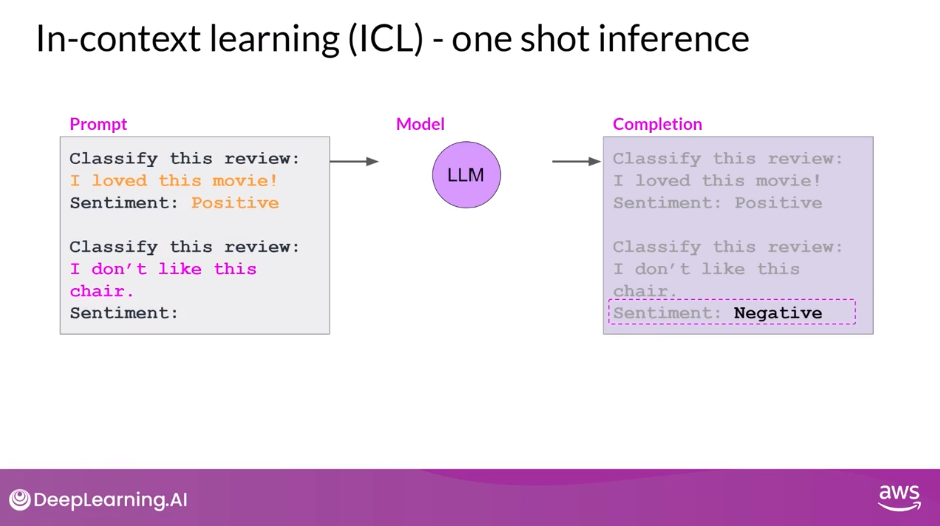 In-context learning (ICL) - one shot inference
Prompt
Classify this review:
I loved this movie!
Sentiment: Positive
Classify this review:
I don’t like this
chair.
Sentiment:
Model
LLM
Completion
Classify this review:
I loved this movie!
Sentiment: Positive
Classify this review:
I don’t like this
chair.
Sentiment: Negative
DeepLearning.AI
aws